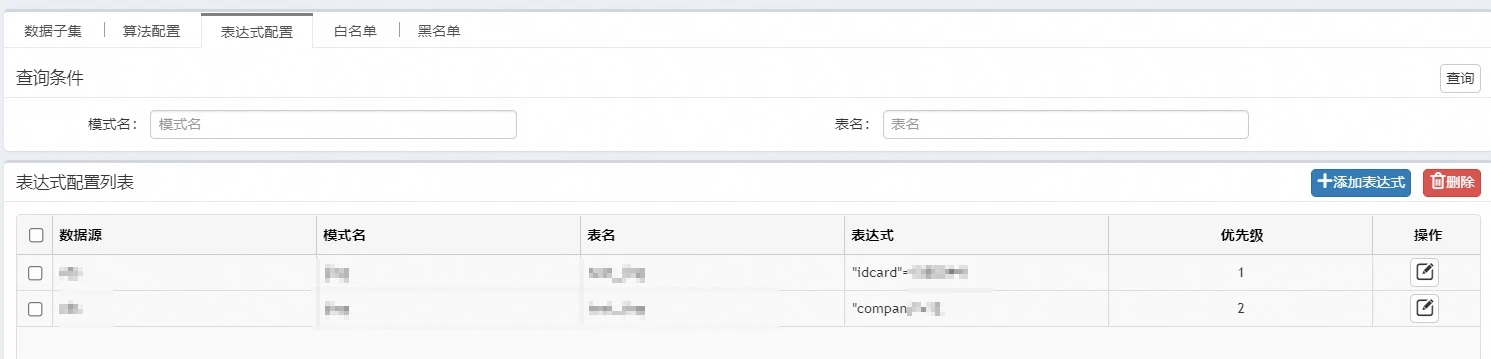 数据子集 算法配置 表达式配置 白名单 黑名单
查询条件 查询
模式名: 模式名 表名: 表名
表达式配置列表 添加表达式 删除
数据源 模式名 表名 表达式 优先级 操作
"idcard"= 1
"compan 2